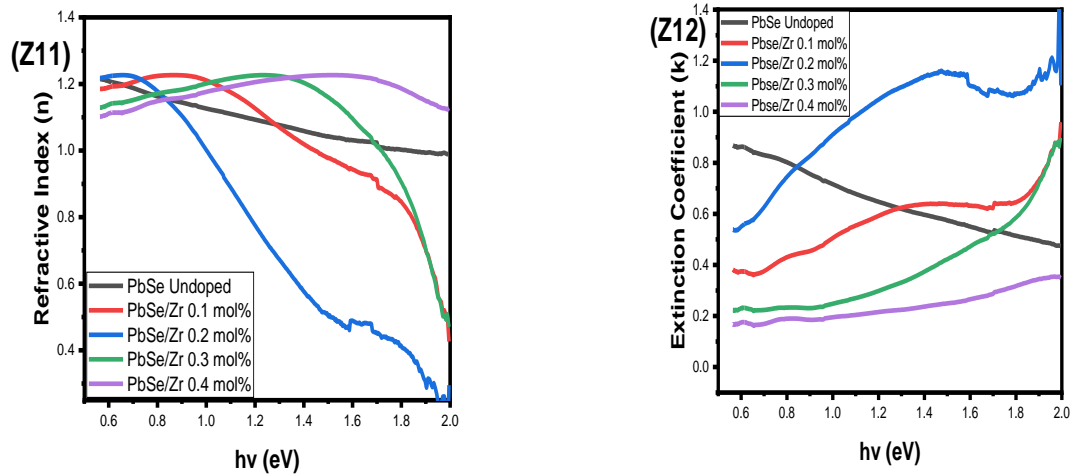 (Z11)
Refractive Index (n)
1.4
1.2
1.0
0.8
0.6
0.4
PbSe Undoped
PbSe/Zr 0.1 mol%
PbSe/Zr 0.2 mol%
PbSe/Zr 0.3 mol%
PbSe/Zr 0.4 mol%
0.6 0.8 1.0 1.2 1.4 1.6 1.8 2.0
hv (eV)
(Z12)
Extinction Coefficient (k)
1.4
1.2
1.0
0.8
0.6
0.4
0.2
0.0
PbSe Undoped
Pbse/Zr 0.1 mol%
Pbse/Zr 0.2 mol%
Pbse/Zr 0.3 mol%
Pbse/Zr 0.4 mol%
0.6 0.8 1.0 1.2 1.4 1.6 1.8 2.0
hv (eV)